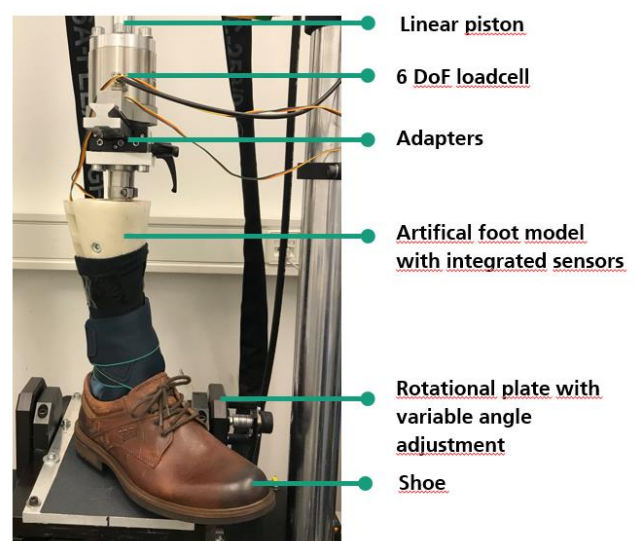 Linear piston
6 DoF loadcell
Adapters
Artifical foot model
with integrated sensors
Rotational plate with
variable angle
adjustment
Shoe